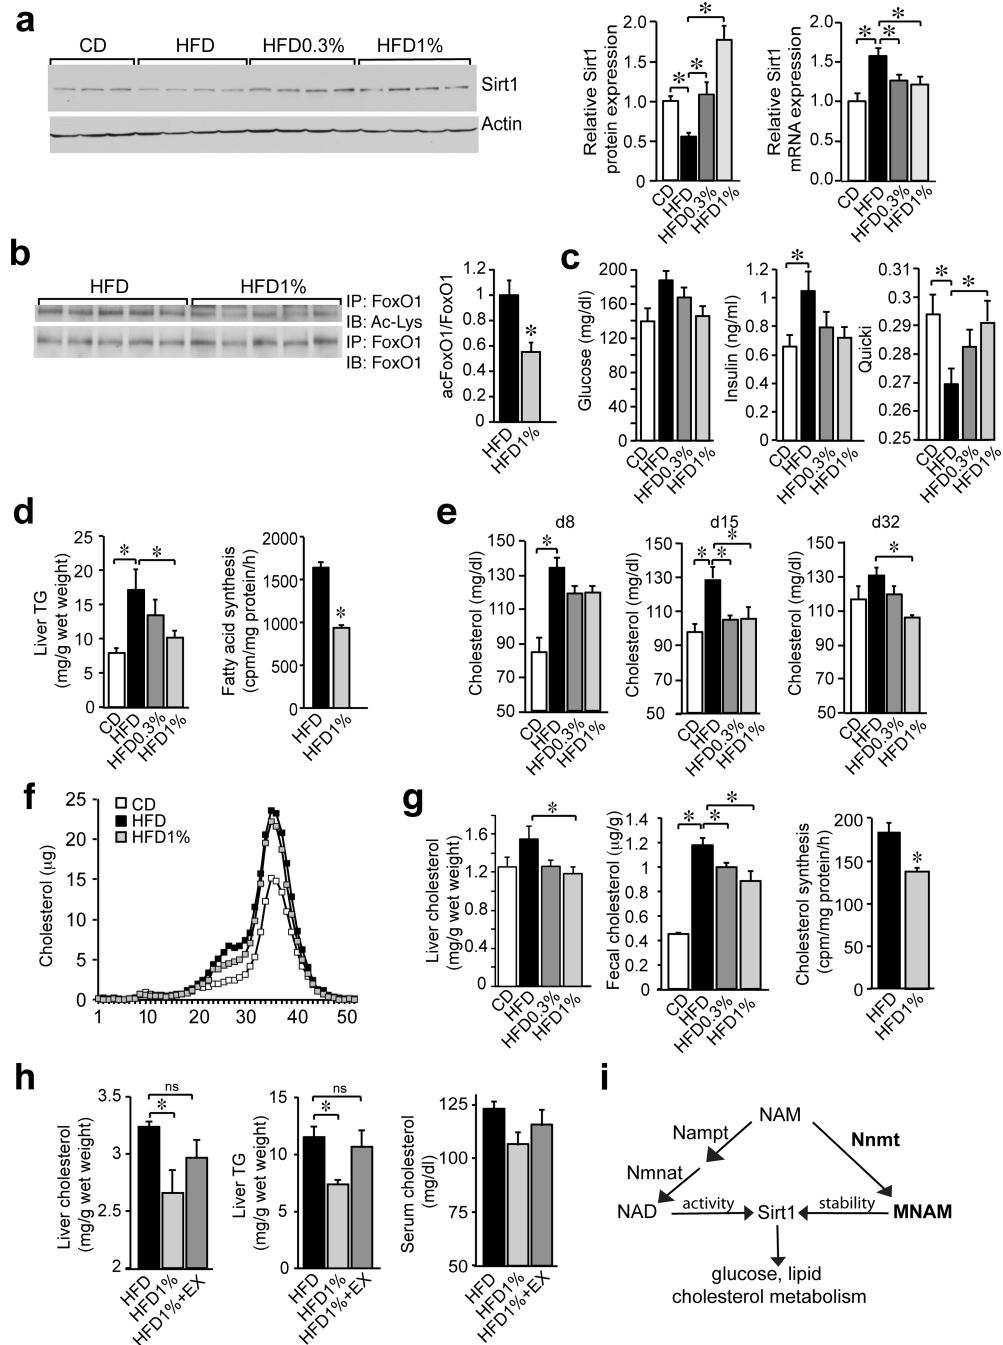 a
CD
HFD
HFD0.3%
HFD1%
Sirt1
Actin
Relative Sirt1
protein expression
2.0
1.5
1.0
0.5
0
*
*
*
CD
HFD
HFD0.3%
HFD1%
Relative Sirt1
mRNA expression
2.0
1.5
1.0
0.5
0.0
*
*
*
CD
HFD
HFD0.3%
HFD1%
b
HFD
HFD1%
IP: FoxO1
IB: Ac-Lys
IP: FoxO1
IB: FoxO1
acFoxO1/FoxO1
1.2
1
0.8
0.6
0.4
0.2
0
*
HFD
HFD1%
c
Glucose (mg/dl)
200
160
120
80
40
0
CD
HFD
HFD0.3%
HFD1%
Insulin (ng/ml)
1.2
1
0.8
0.6
0.4
0.2
0
*
CD
HFD
HFD0.3%
HFD1%
Quicki
0.31
0.3
0.29
0.28
0.27
0.26
0.25
*
*
CD
HFD
HFD0.3%
HFD1%
d
Liver TG
(mg/g wet weight)
25
20
15
10
5
0
*
*
CD
HFD
HFD0.3%
HFD1%
Fatty acid synthesis
(cpm/mg protein/h)
2000
1500
1000
500
0
*
HFD
HFD1%
e
d8
Cholesterol (mg/dl)
150
130
110
90
70
50
*
CD
HFD
HFD0.3%
HFD1%
d15
Cholesterol (mg/dl)
150
130
110
90
70
50
*
*
*
CD
HFD
HFD0.3%
HFD1%
d32
Cholesterol (mg/dl)
150
130
110
90
70
50
*
CD
HFD
HFD0.3%
HFD1%
f
CD
HFD
HFD1%
Cholesterol (µg)
25
20
15
10
5
0
1
10
20
30
40
50
g
Liver cholesterol
(mg/g wet weight)
1.6
1.2
0.8
0.4
0
*
CD
HFD
HFD0.3%
HFD1%
Fecal cholesterol (µg/g)
1.4
1.2
1
0.8
0.6
0.4
0.2
0
*
*
*
CD
HFD
HFD0.3%
HFD1%
Cholesterol synthesis
(cpm/mg protein/h)
200
150
100
50
0
*
HFD
HFD1%
h
Liver cholesterol
(mg/g wet weight)
3.5
3
2.5
2
ns
*
HFD
HFD1%
HFD1%+EX
Liver TG
(mg/g wet weight)
15
10
5
0
ns
*
HFD
HFD1%
HFD1%+EX
Serum cholesterol
(mg/dl)
125
100
75
50
HFD
HFD1%
HFD1%+EX
i
NAM
Nampt
Nnmt
Nmnat
NAD
activity
Sirt1
stability
MNAM
glucose, lipid
cholesterol metabolism